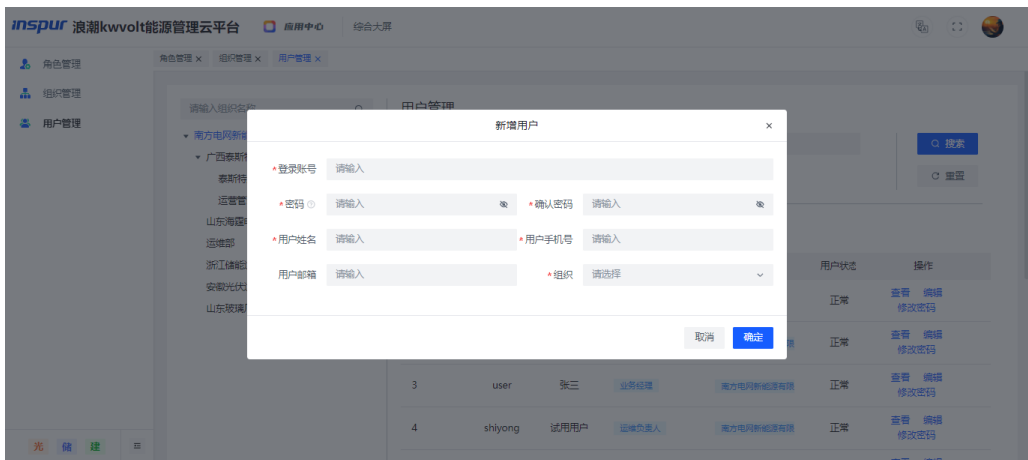 inspur 浪潮kwvolt能源管理云平台 应用中心 综合大屏
角色管理
组织管理
用户管理
角色管理 × 组织管理 × 用户管理 ×
请输入组织名称
南方电网新能
广西泰斯
泰斯特
运营管
山东海霆
运维部
浙江储能
安徽光伏
山东玻璃
用户管理
搜索
重置
新增用户 ×
*登录账号 请输入
*密码 请输入 *确认密码 请输入
*用户姓名 请输入 *用户手机号 请输入
用户邮箱 请输入 *组织 请选择
取消 确定
用户状态 操作
正常 查看 编辑
修改密码
正常 查看 编辑
修改密码
3 user 张三 业务经理 南方电网新能源有限 正常 查看 编辑
修改密码
4 shiyong 试用用户 运维负责人 南方电网新能源有限 正常 查看 编辑
修改密码
光 储 建